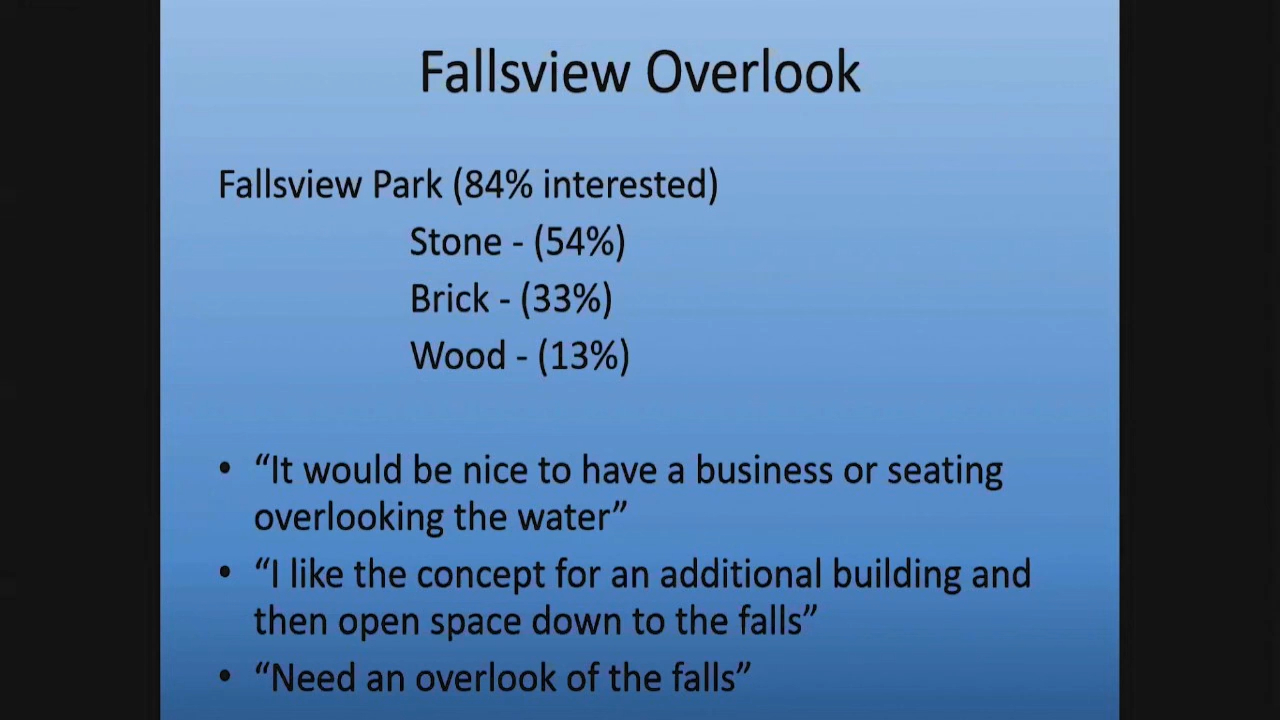 Fallsview Overlook
Fallsview Park (84% interested)
Stone - (54%)
Brick - (33%)
Wood - (13%)
• “It would be nice to have a business or seating
overlooking the water”
• “I like the concept for an additional building and
then open space down to the falls”
• “Need an overlook of the falls”